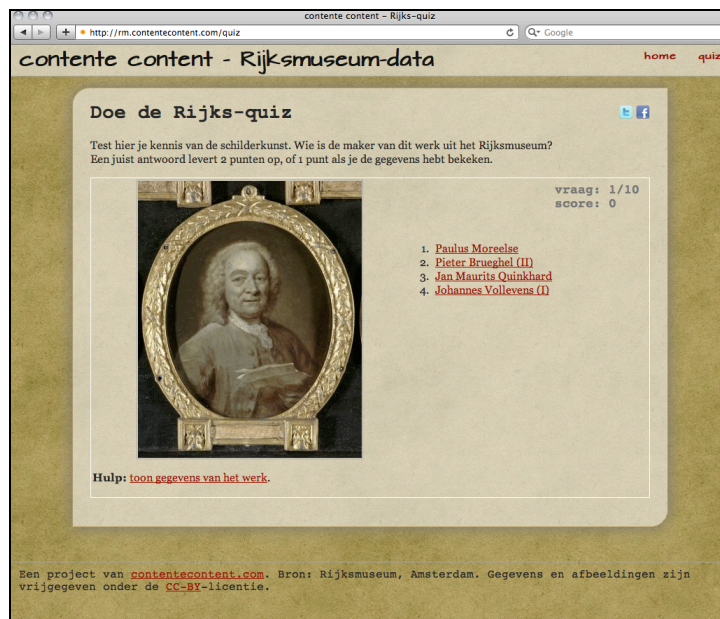 contente content – Rijks-quiz
http://rm.contentecontent.com/quiz
Google
contente content - Rijksmuseum-data
home quiz
Doe de Rijks-quiz
Test hier je kennis van de schilderkunst. Wie is de maker van dit werk uit het Rijksmuseum?
Een juist antwoord levert 2 punten op, of 1 punt als je de gegevens hebt bekeken.
vraag: 1/10
score: 0
1. Paulus Moreelse
2. Pieter Brueghel (II)
3. Jan Maurits Quinkhard
4. Johannes Vollevens (I)
Hulp: toon gegevens van het werk.
Een project van contentecontent.com. Bron: Rijksmuseum, Amsterdam. Gegevens en afbeeldingen zijn
vrijgegeven onder de CC-BY-licentie.